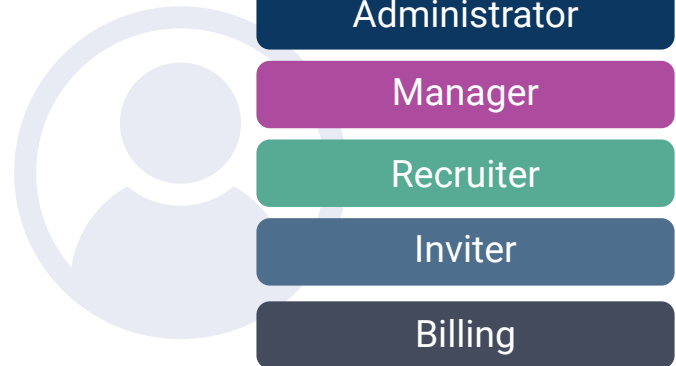 Administrator
Manager
Recruiter
Inviter
Billing